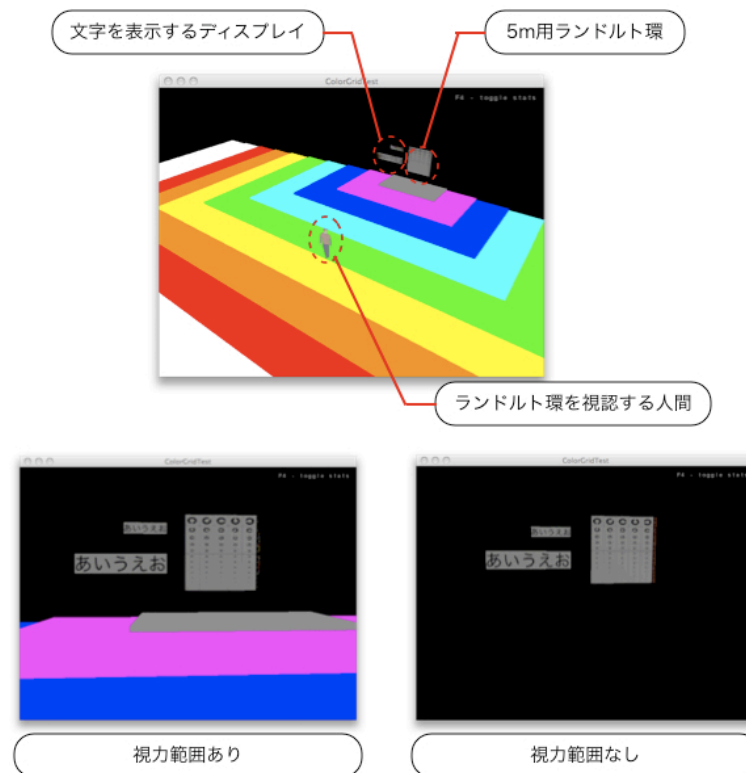 文字を表示するディスプレイ
5m用ランドルト環
ColorGridTest
F6 - toggle stats
ランドルト環を視認する人間
ColorGridTest
F6 - toggle stats
あいうえお
あいうえお
ColorGridTest
F6 - toggle stats
あいうえお
あいうえお
視力範囲あり
視力範囲なし